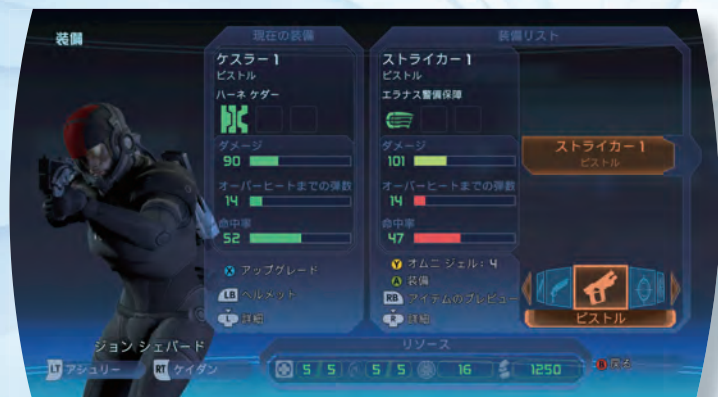 装備
現在の装備
ケスラー 1
ピストル
ハーネ ケダー
ダメージ
90
オーバーヒートまでの弾数
14
命中率
52
X アップグレード
LB ヘルメット
L 詳細
装備リスト
ストライカー 1
ピストル
エラナス警備保障
ダメージ
101
オーバーヒートまでの弾数
14
命中率
47
Y オムニ ジェル: 4
A 装備
RB アイテムのプレビュー
R 詳細
ストライカー 1
ピストル
ピストル
ジョン シェパード
LT アシュリー RT ケイダン
リソース
5 / 5 5 / 5 16 1250
B 戻る